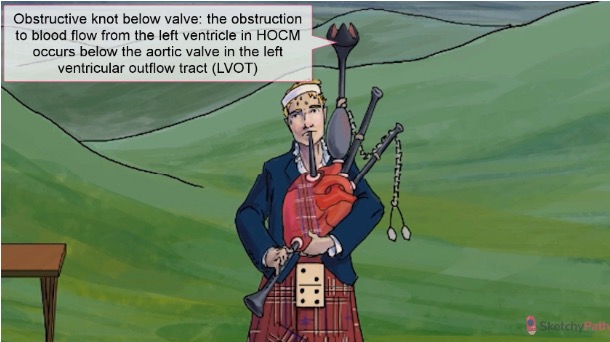 Obstructive knot below valve: the obstruction
to blood flow from the left ventricle in HOCM
occurs below the aortic valve in the left
ventricular outflow tract (LVOT)
SketchyPath